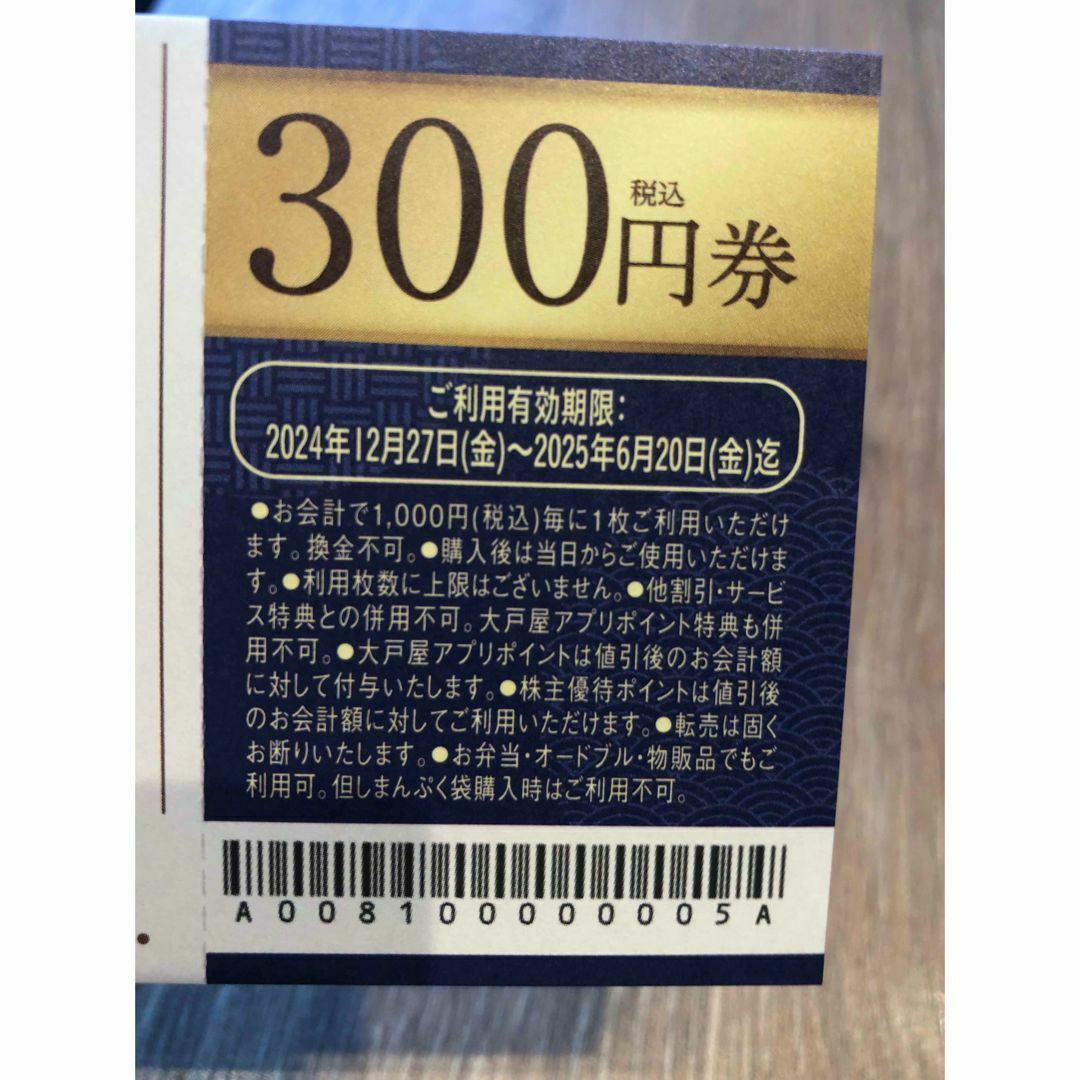 300円券
税込
ご利用有効期限:
2024年12月27日(金)〜2025年6月20日(金)迄
●お会計で1,000円(税込)毎に1枚ご利用いただけ
ます。換金不可。●購入後は当日からご使用いただけま
す。●利用枚数に上限はございません。●他割引・サービ
ス特典との併用不可。大戸屋アプリポイント特典も併
用不可。●大戸屋アプリポイントは値引後のお会計額
に対して付与いたします。●株主優待ポイントは値引後
のお会計額に対してご利用いただけます。●転売は固く
お断りいたします。●お弁当・オードブル・物販品でもご
利用可。但しまんぷく袋購入時はご利用不可。
A008100000005A